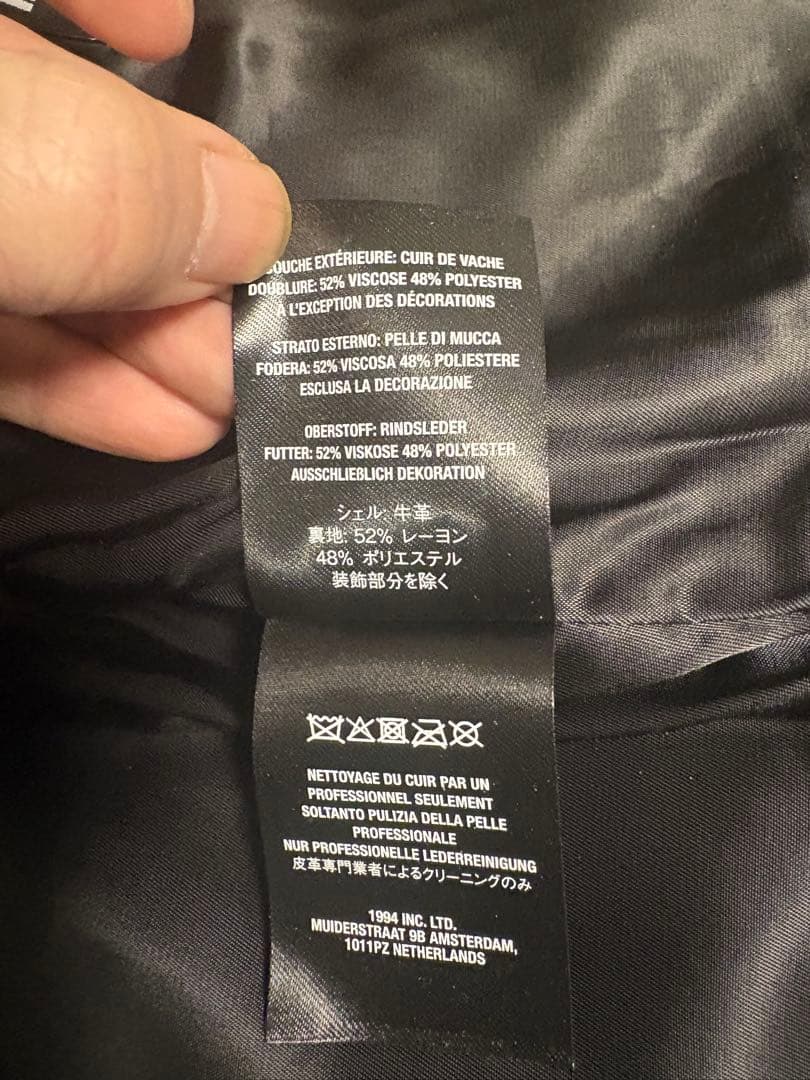 COUCHE EXTÉRIEURE: CUIR DE VACHE
DOUBLURE: 52% VISCOSE 48% POLYESTER
À L'EXCEPTION DES DÉCORATIONS
STRATO ESTERNO: PELLE DI MUCCA
FODERA: 52% VISCOSA 48% POLIESTERE
ESCLUSA LA DECORAZIONE
OBERSTOFF: RINDSLEDER
FUTTER: 52% VISKOSE 48% POLYESTER
AUSSCHLIEßLICH DEKORATION
シェル: 牛革
裏地: 52% レーヨン
48% ポリエステル
装飾部分を除く
NETTOYAGE DU CUIR PAR UN
PROFESSIONNEL SEULEMENT
SOLTANTO PULIZIA DELLA PELLE
PROFESSIONALE
NUR PROFESSIONELLE LEDERREINIGUNG
皮革専門業者によるクリーニングのみ
1994 INC. LTD.
MUIDERSTRAAT 9B AMSTERDAM,
1011PZ NETHERLANDS